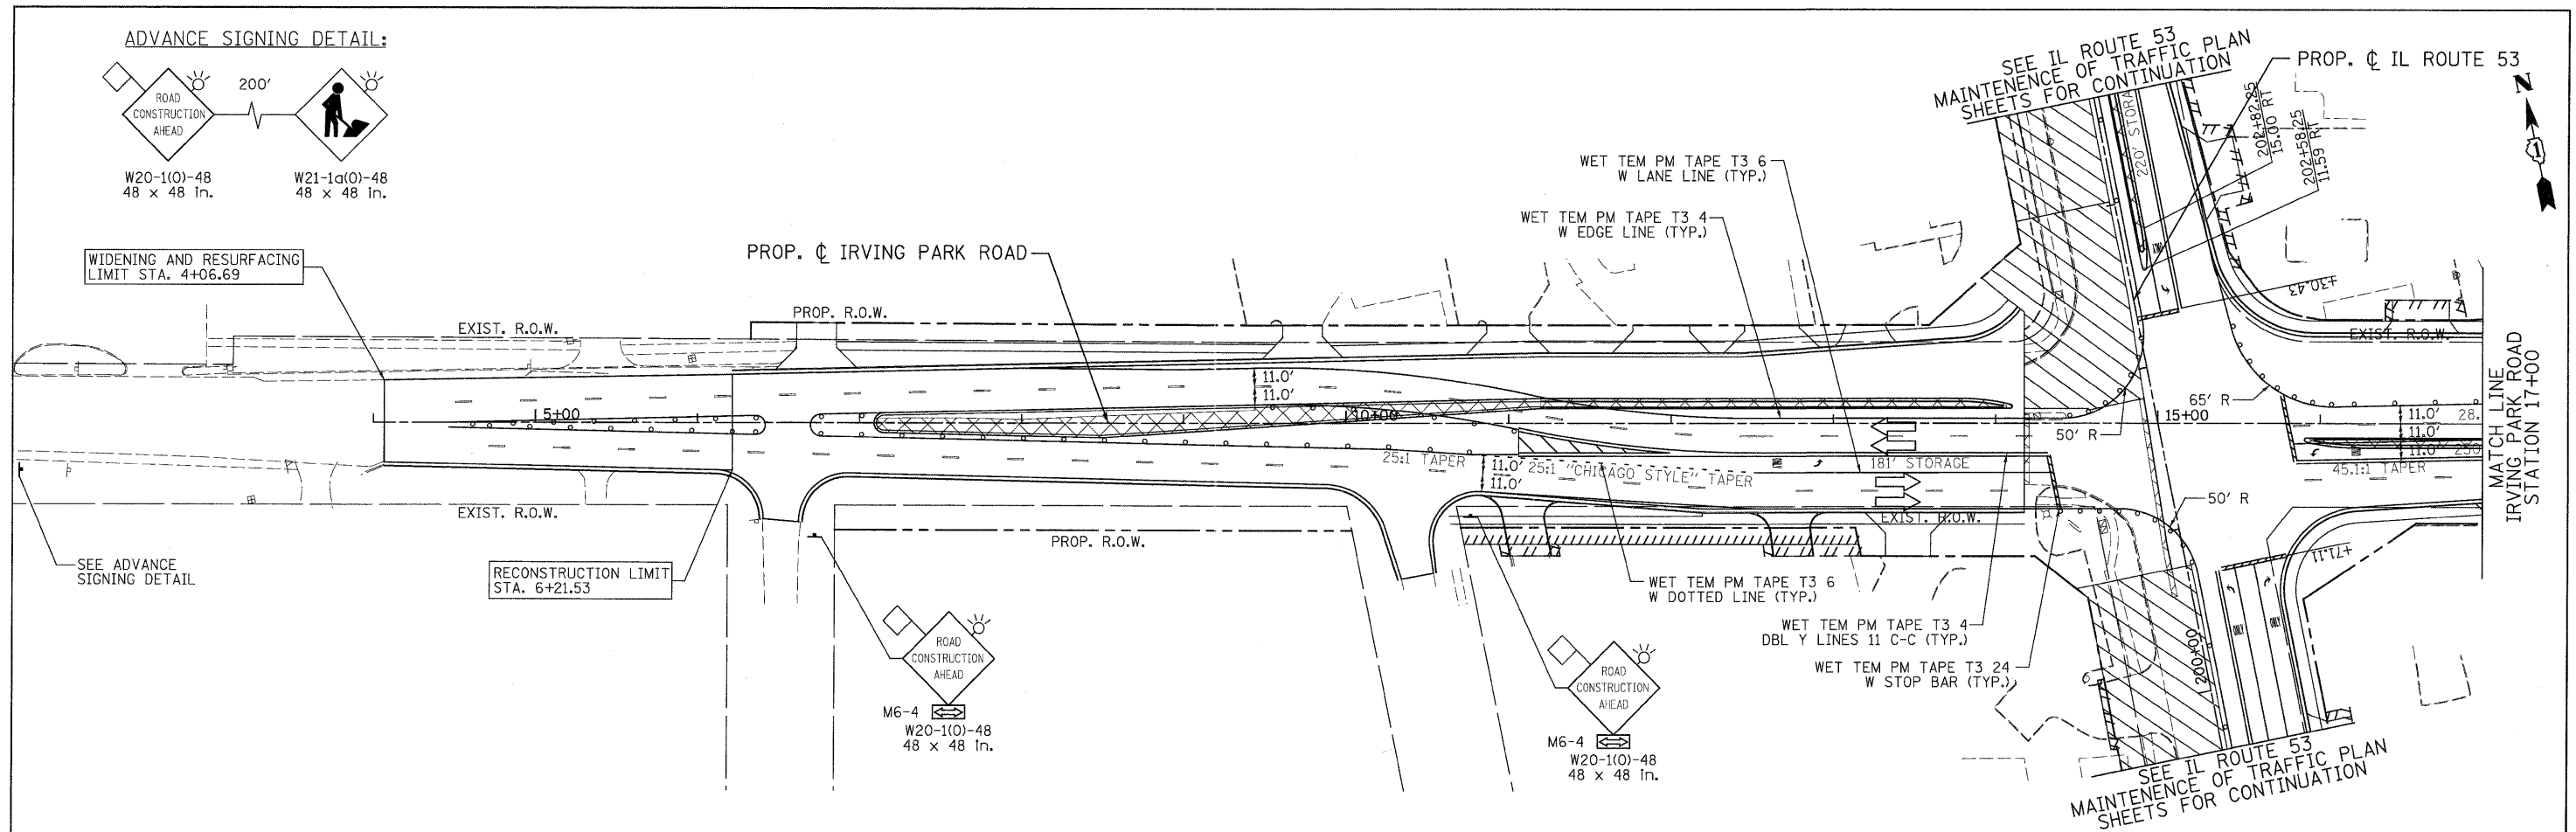 ADVANCE SIGNING DETAIL:
ROAD
CONSTRUCTION
AHEAD
200'
W20-1(O)-48
48 x 48 in.
W21-1a(O)-48
48 x 48 in.
WIDENING AND RESURFACING
LIMIT STA. 4+06.69
PROP. ℄ IRVING PARK ROAD
WET TEM PM TAPE T3 6
W LANE LINE (TYP.)
WET TEM PM TAPE T3 4
W EDGE LINE (TYP.)
SEE IL ROUTE 53
MAINTENENCE OF TRAFFIC PLAN
SHEETS FOR CONTINUATION
PROP. ℄ IL ROUTE 53
N
202+82.25
15.00 RT
202+58.25
11.59 RT
+30.43
EXIST. R.O.W.
PROP. R.O.W.
EXIST. R.O.W.
5+00
10+00
15+00
11.0'
11.0'
65' R
50' R
11.0'
28.
11.0'
11.0'
250
45.1:1 TAPER
25:1 TAPER
11.0'
11.0'
25:1 "CHICAGO STYLE" TAPER
181' STORAGE
MATCH LINE
IRVING PARK ROAD
STATION 17+00
50' R
EXIST. R.O.W.
EXIST. R.O.W.
PROP. R.O.W.
SEE ADVANCE
SIGNING DETAIL
RECONSTRUCTION LIMIT
STA. 6+21.53
+71.11
WET TEM PM TAPE T3 6
W DOTTED LINE (TYP.)
WET TEM PM TAPE T3 4
DBL Y LINES 11 C-C (TYP.)
WET TEM PM TAPE T3 24
W STOP BAR (TYP.)
200+00
ONLY
ONLY
ROAD
CONSTRUCTION
AHEAD
M6-4
W20-1(O)-48
48 x 48 in.
ROAD
CONSTRUCTION
AHEAD
M6-4
W20-1(O)-48
48 x 48 in.
SEE IL ROUTE 53
MAINTENENCE OF TRAFFIC PLAN
SHEETS FOR CONTINUATION